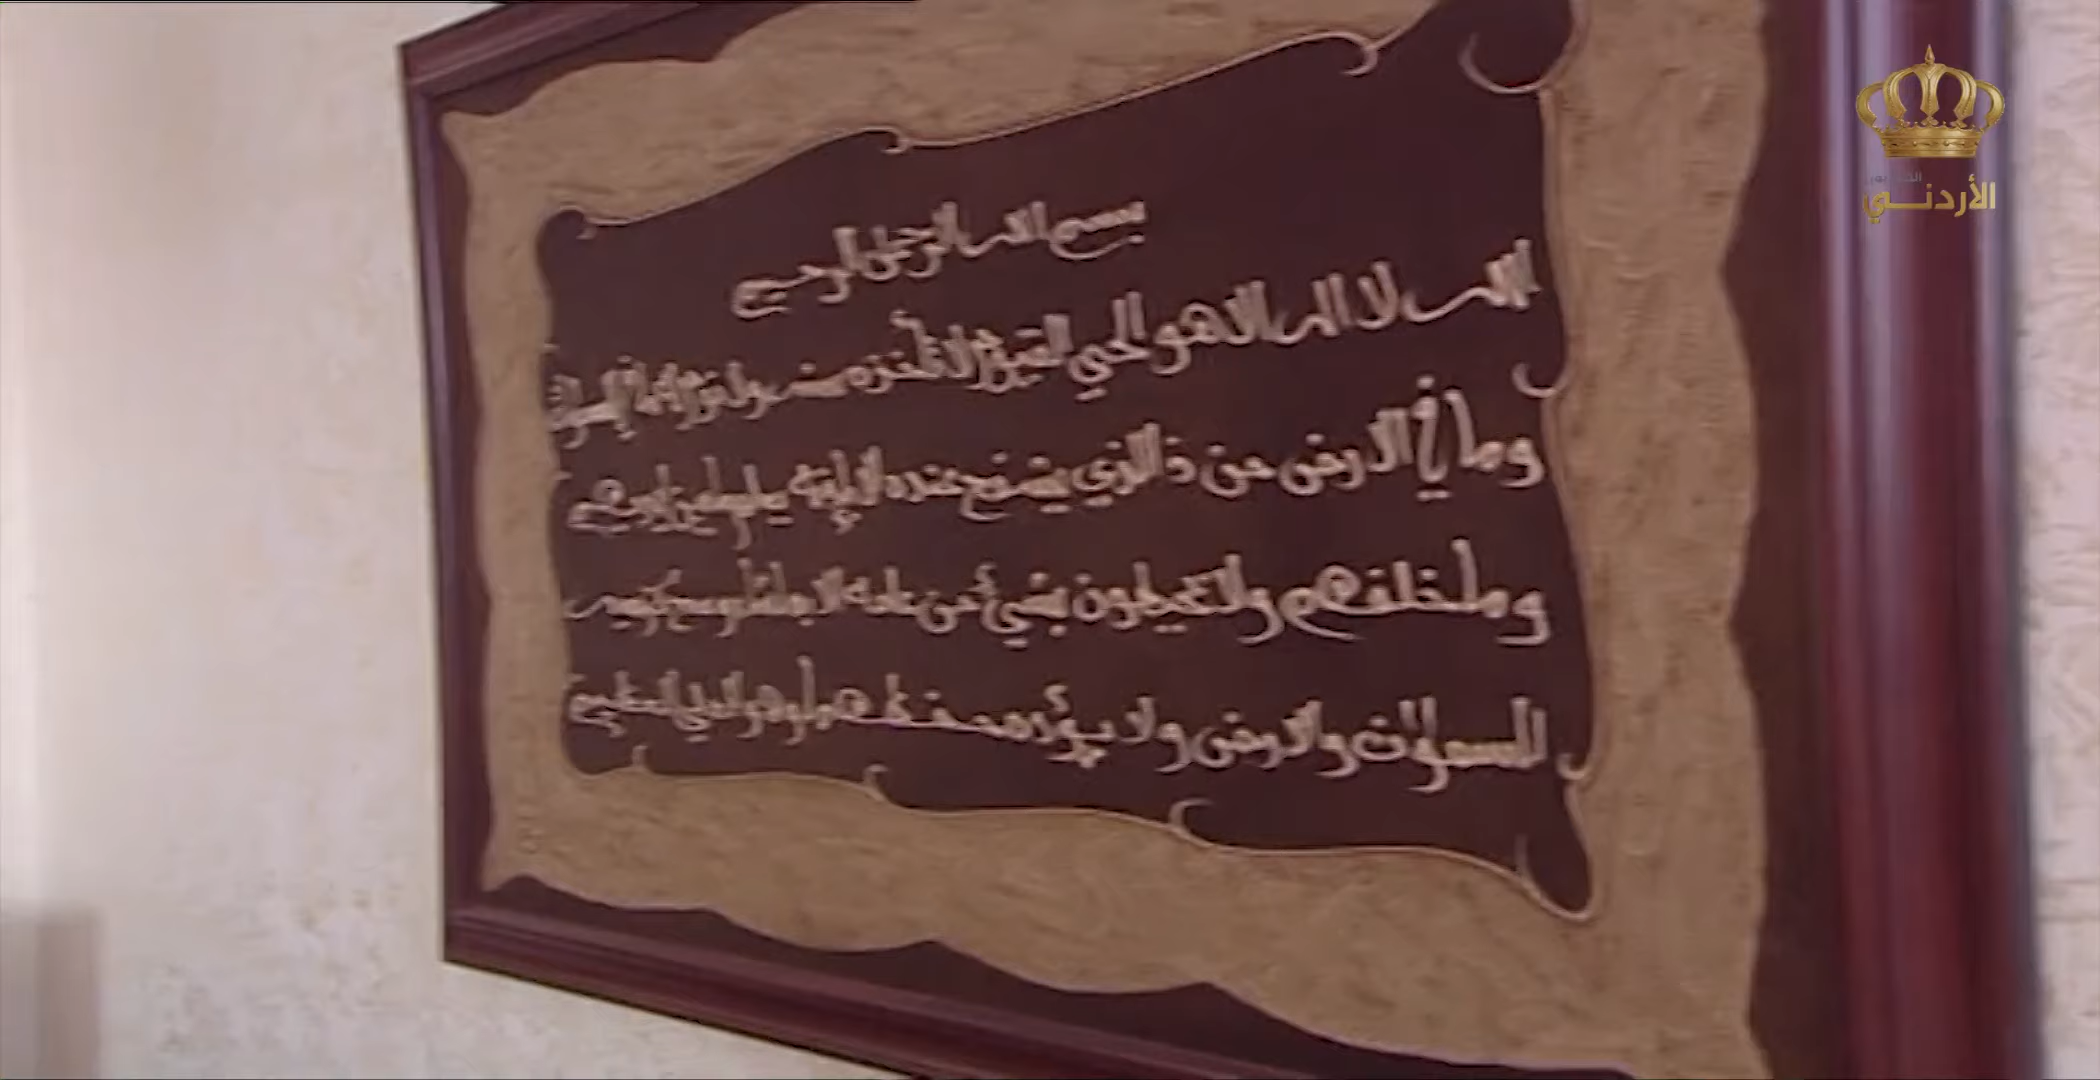 بسم الله الرحمن الرحيم
الله لا اله الا هو الحي القيوم لا تأخذه سنه ولا نوم له ما في السموات
وما في الارض من ذا الذي يشفع عنده الا بإذنه يعلم ما بين ايديهم
وما خلفهم ولا يحيطون بشيء من علمه الا بما شاء وسع كرسيه
السموات والارض ولا يؤده حفظهما وهو العلي العظيم
الأردني